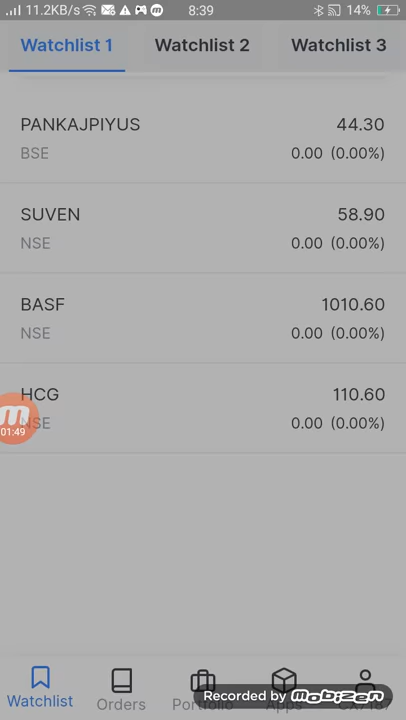 11.2KB/s 8:39 14%
Watchlist 1 Watchlist 2 Watchlist 3
PANKAJPIYUS 44.30
BSE 0.00 (0.00%)
SUVEN 58.90
NSE 0.00 (0.00%)
BASF 1010.60
NSE 0.00 (0.00%)
HCG 110.60
NSE 0.00 (0.00%)
m
01:49
Watchlist Orders Portfolio Apps
Recorded by mobizen